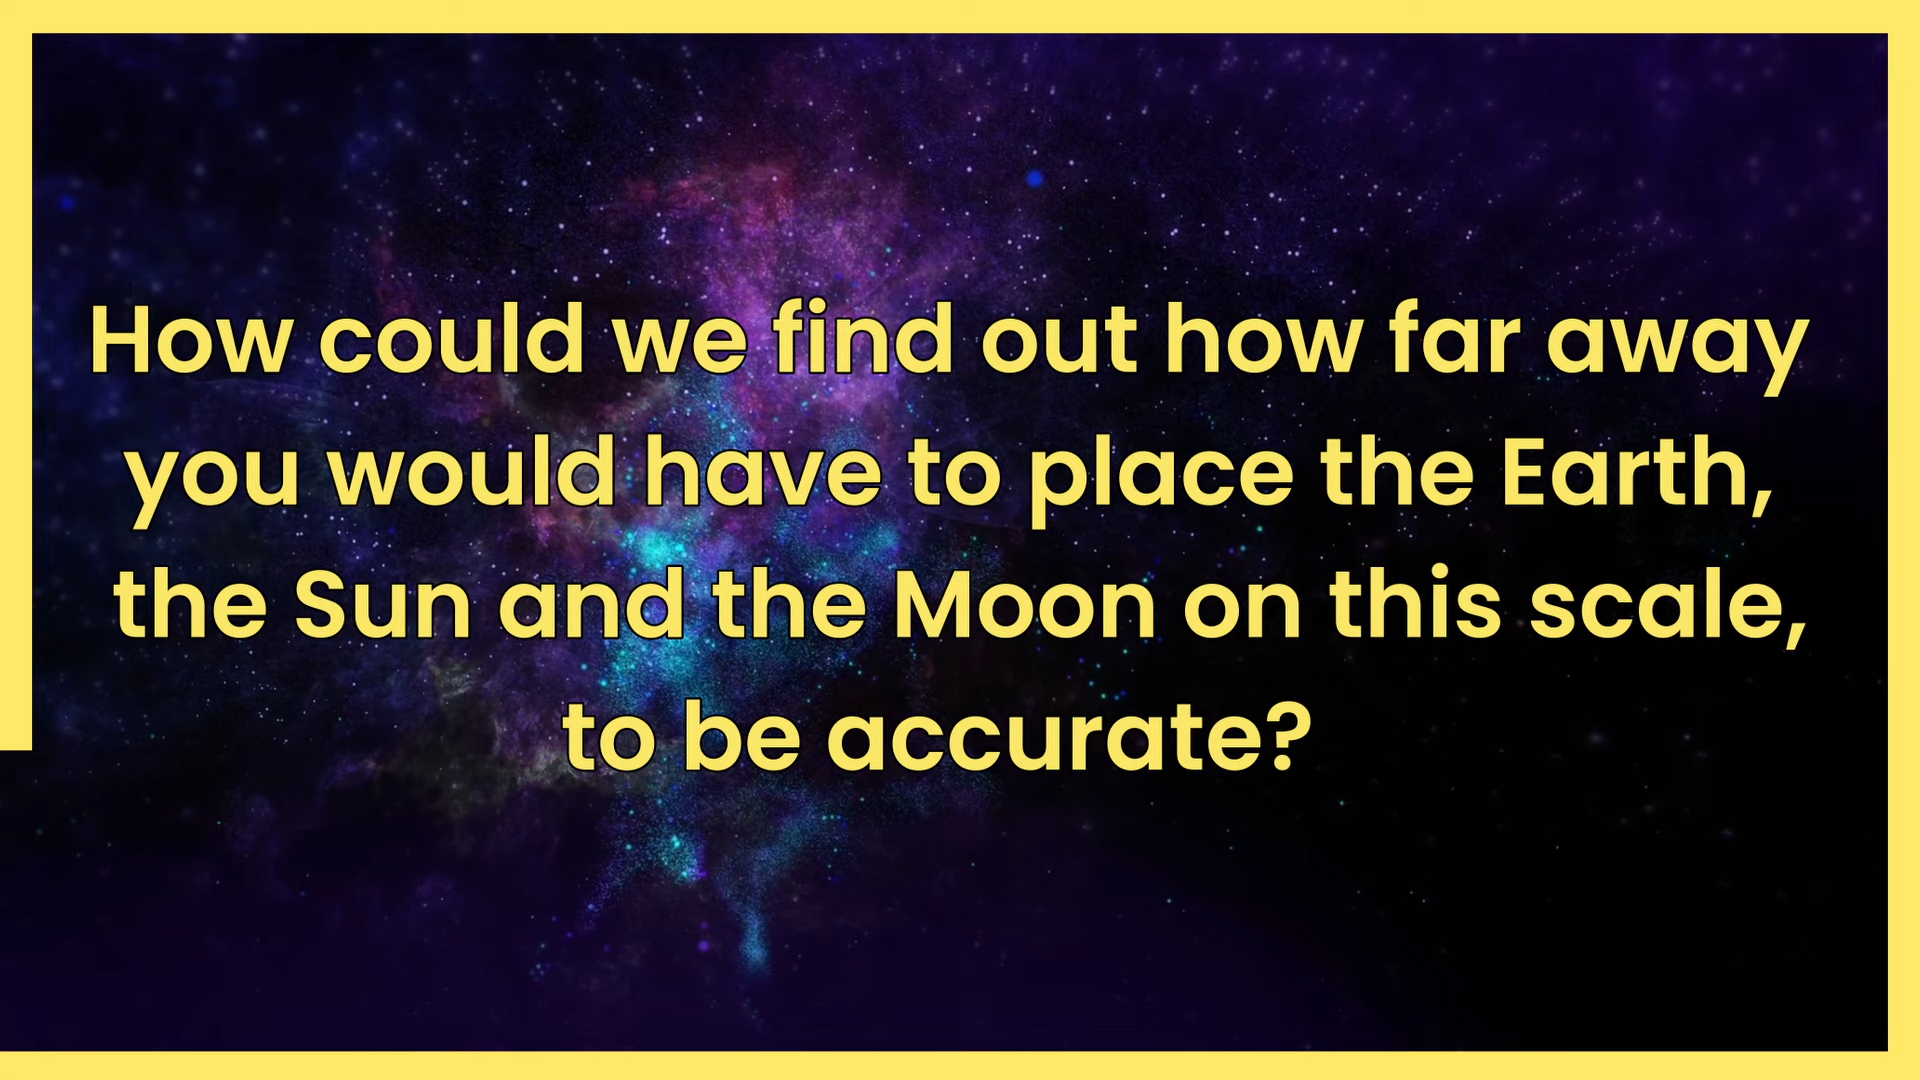 How could we find out how far away
you would have to place the Earth,
the Sun and the Moon on this scale,
to be accurate?